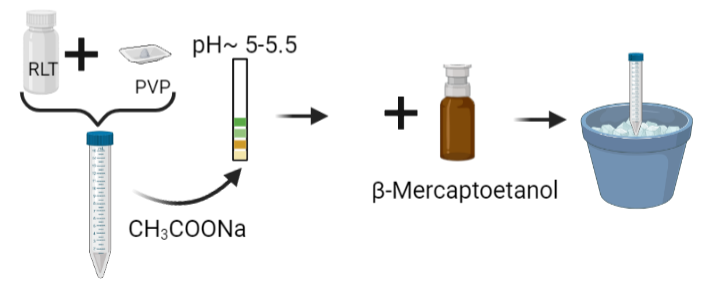 RLT
PVP
pH~ 5-5.5
CH₃COONa
β-Mercaptoetanol